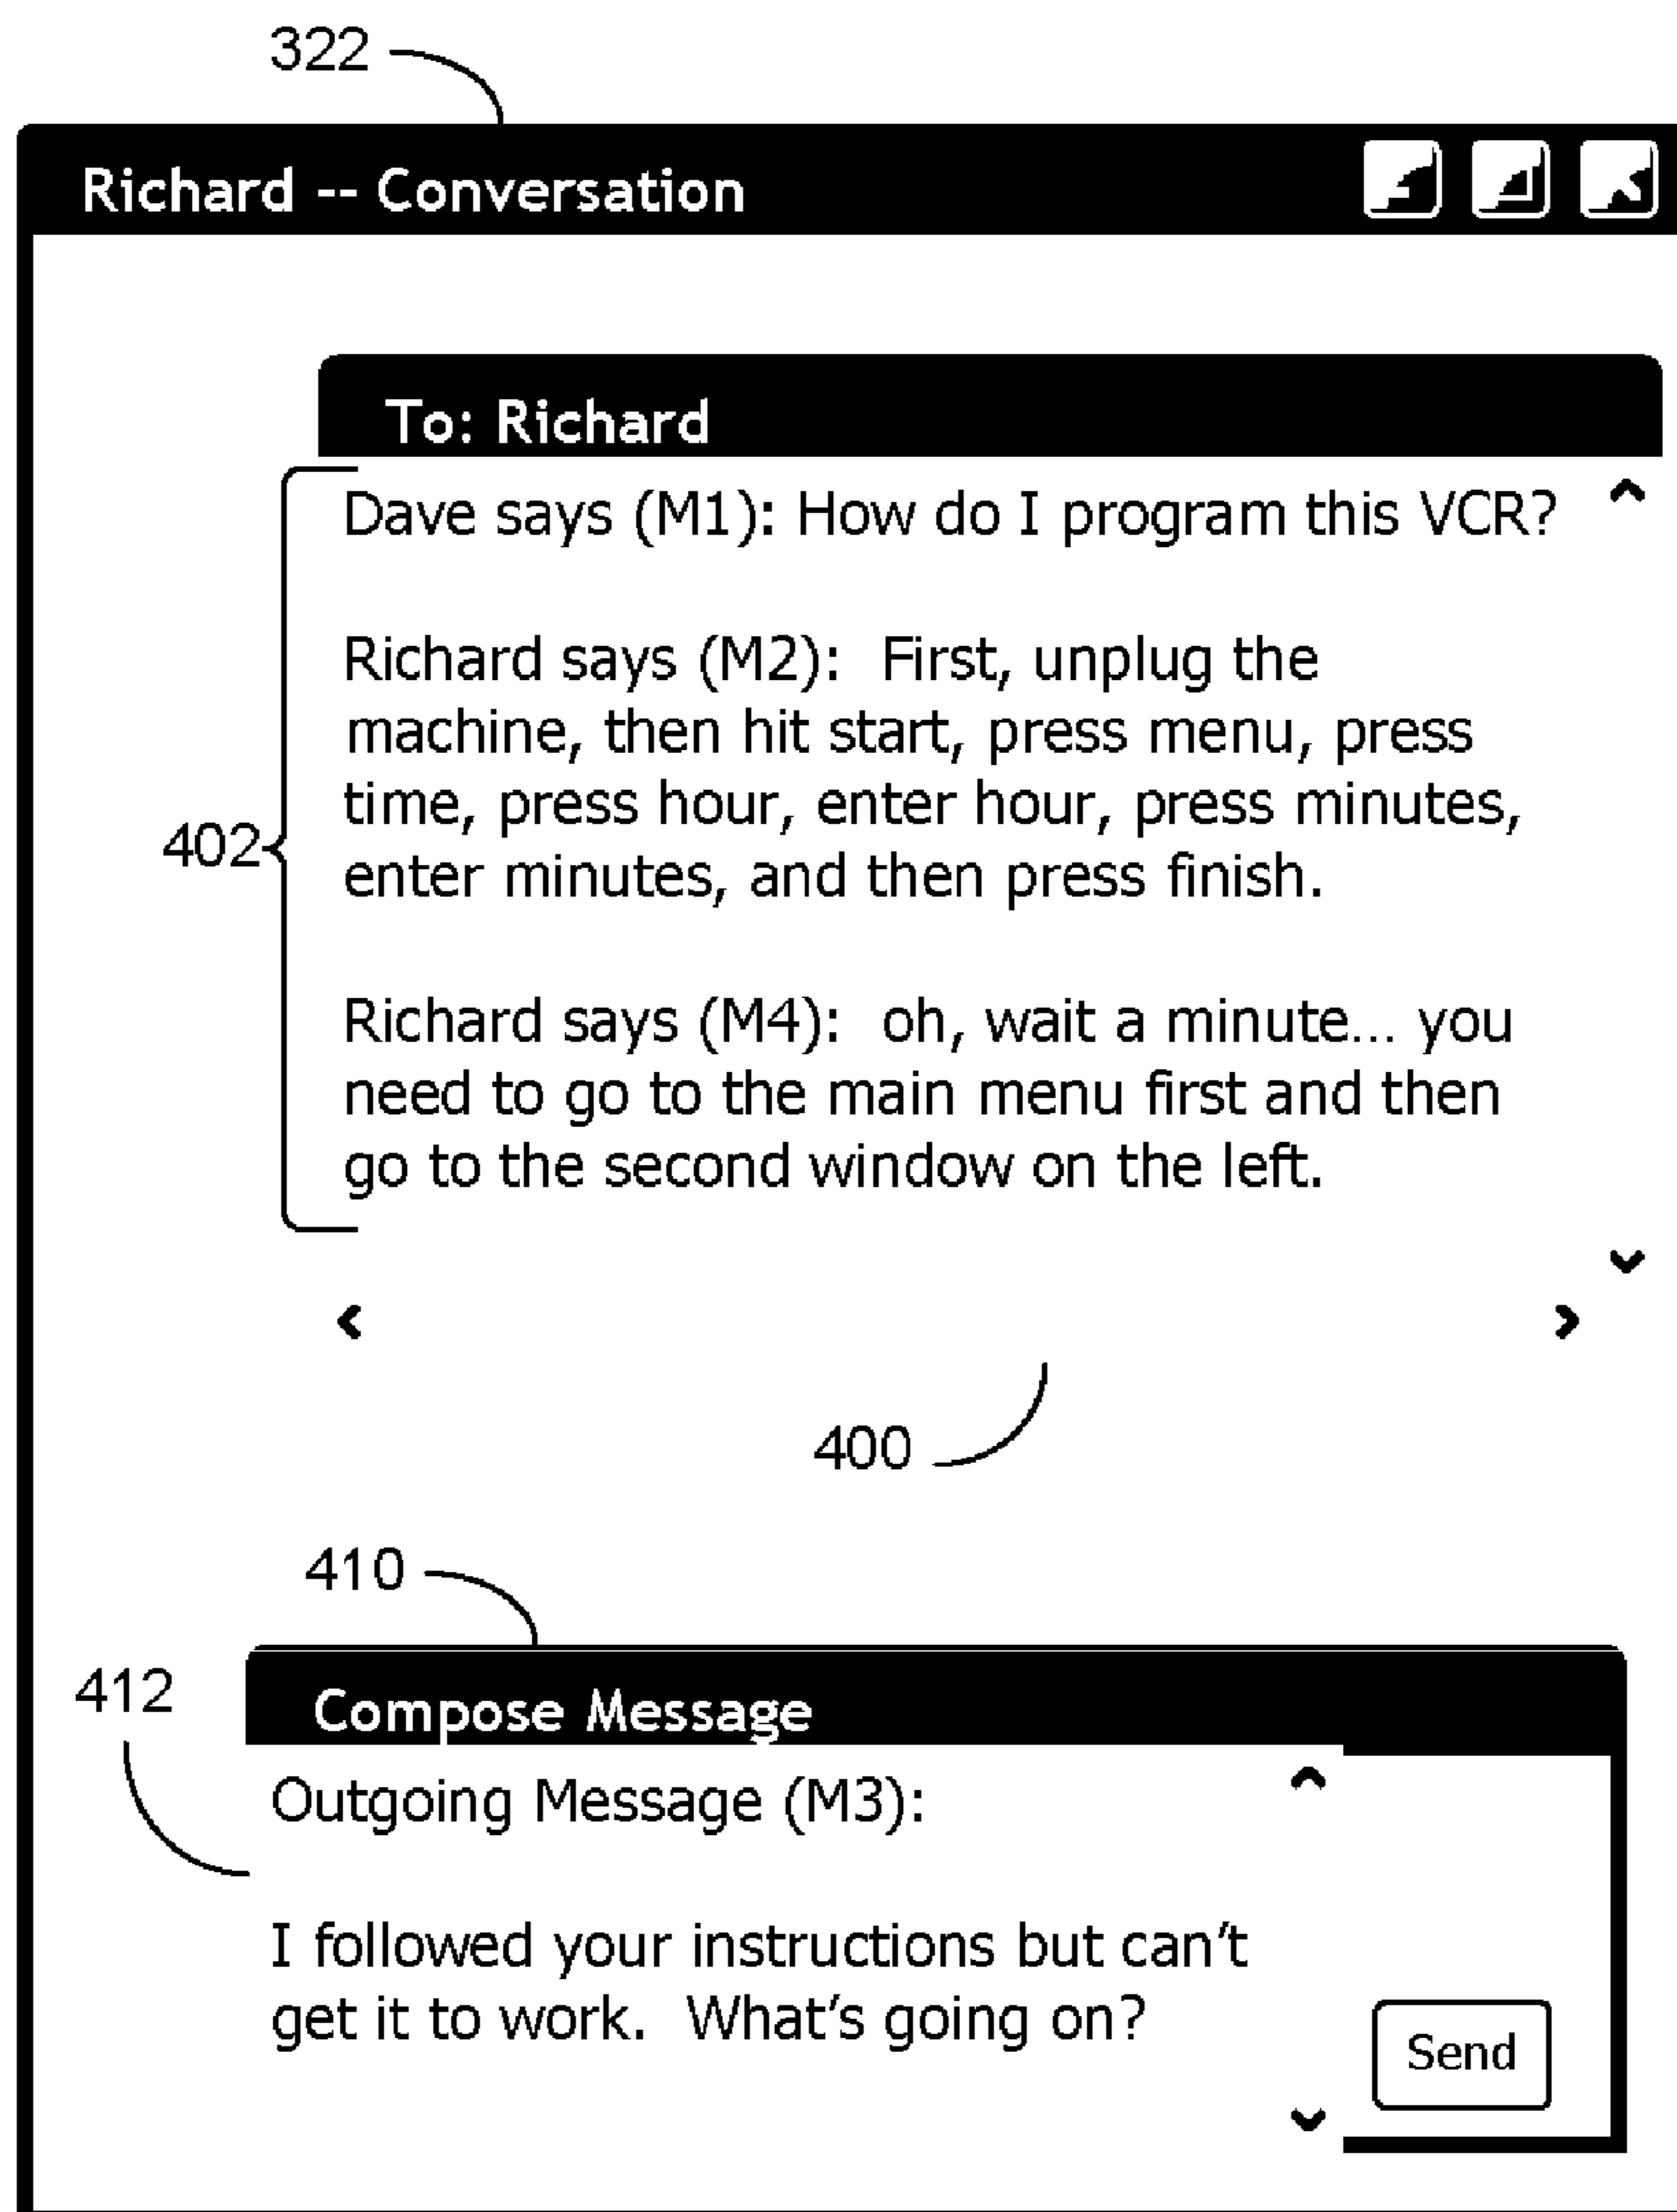 322
Richard -- Conversation
To: Richard
Dave says (M1): How do I program this VCR?
Richard says (M2):  First, unplug the
machine, then hit start, press menu, press
time, press hour, enter hour, press minutes,
enter minutes, and then press finish.
402
Richard says (M4):  oh, wait a minute... you
need to go to the main menu first and then
go to the second window on the left.
400
410
412
Compose Message
Outgoing Message (M3):
I followed your instructions but can't
get it to work.  What's going on?
Send